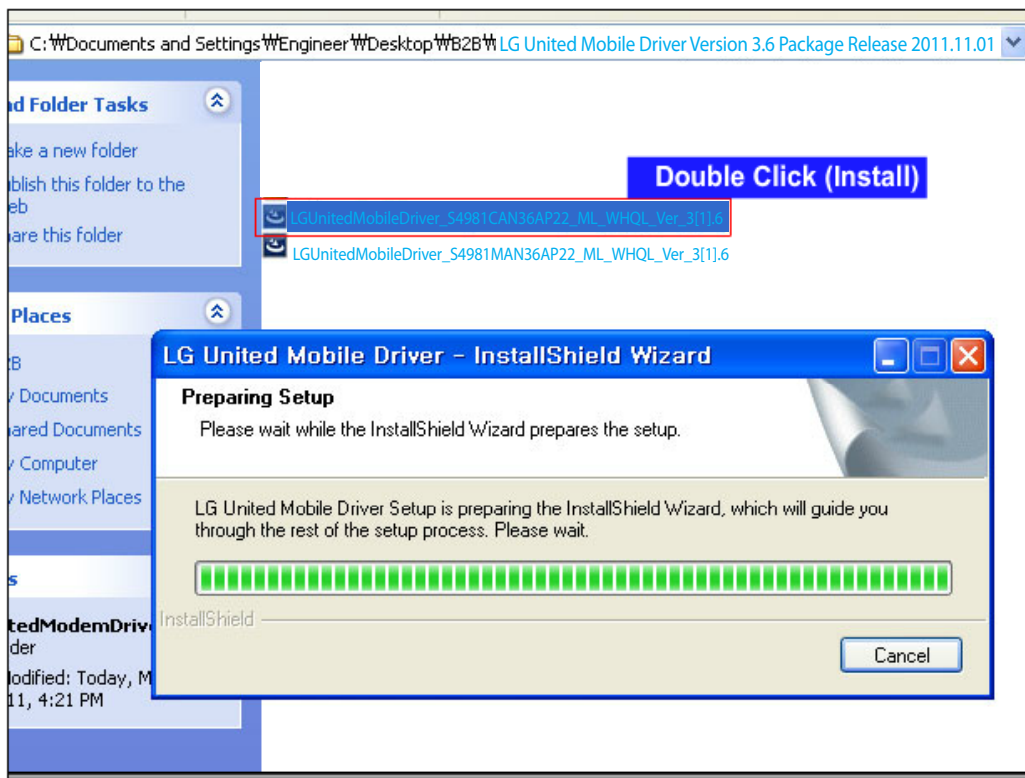 C:₩Documents and Settings₩Engineer₩Desktop₩B2B₩LG United Mobile Driver Version 3.6 Package Release 2011.11.01
nd Folder Tasks
ake a new folder
blish this folder to the
eb
are this folder
Double Click (Install)
LGUnitedMobileDriver_S4981CAN36AP22_ML_WHQL_Ver_3[1].6
LGUnitedMobileDriver_S4981MAN36AP22_ML_WHQL_Ver_3[1].6
Places
2B
y Documents
ared Documents
y Computer
y Network Places
s
tedModemDriv
der
lodified: Today, M
11, 4:21 PM
LG United Mobile Driver - InstallShield Wizard
Preparing Setup
Please wait while the InstallShield Wizard prepares the setup.
LG United Mobile Driver Setup is preparing the InstallShield Wizard, which will guide you
through the rest of the setup process. Please wait.
InstallShield
Cancel